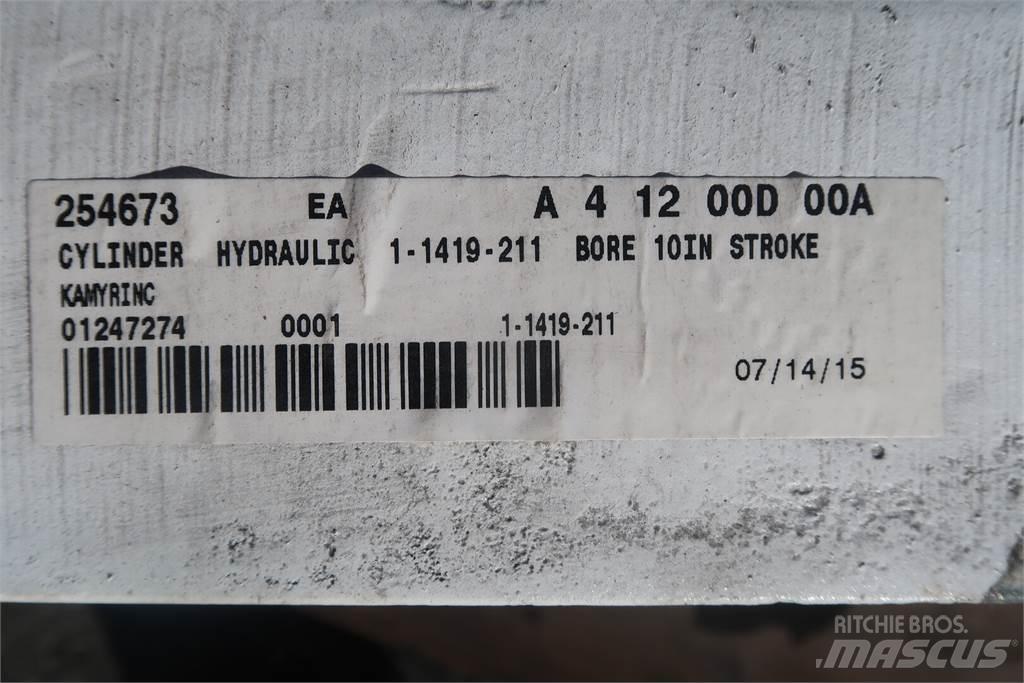 254673 EA A 4 12 00D 00A
CYLINDER HYDRAULIC 1-1419-211 BORE 10IN STROKE
KAMYRINC
01247274 0001 1-1419-211
07/14/15
RITCHIE BROS.
MASCUS